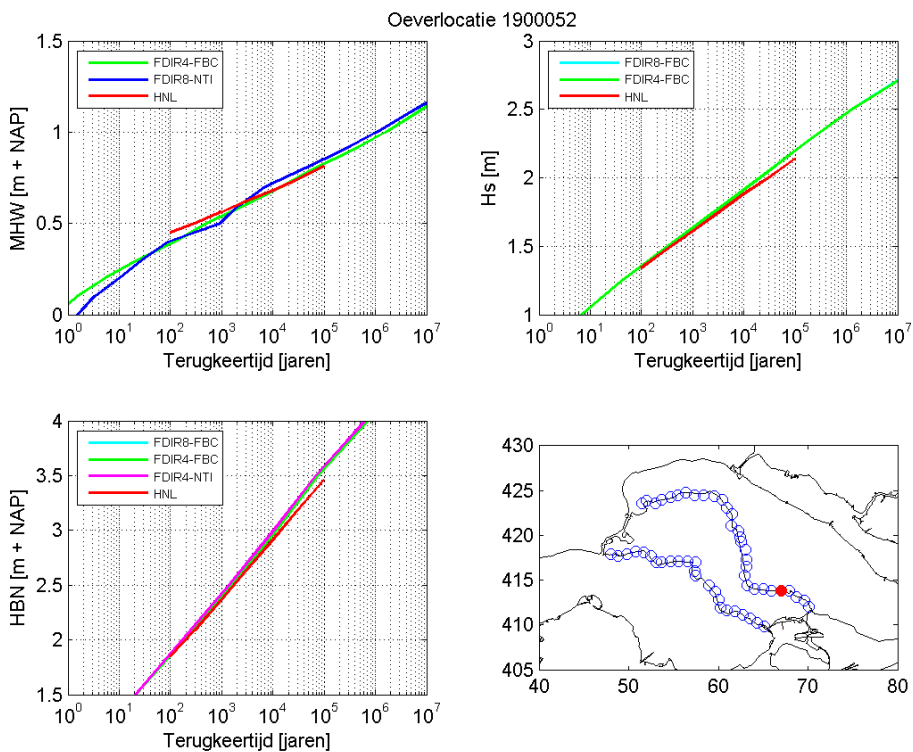 Oeverlocatie 1900052
1.5
1
0.5
0
MHW [m + NAP]
FDIR4-FBC
FDIR8-NTI
HNL
10^0 10^1 10^2 10^3 10^4 10^5 10^6 10^7
Terugkeertijd [jaren]
3
2.5
2
1.5
1
Hs [m]
FDIR8-FBC
FDIR4-FBC
HNL
10^0 10^1 10^2 10^3 10^4 10^5 10^6 10^7
Terugkeertijd [jaren]
4
3.5
3
2.5
2
1.5
HBN [m + NAP]
FDIR8-FBC
FDIR4-FBC
FDIR4-NTI
HNL
10^0 10^1 10^2 10^3 10^4 10^5 10^6 10^7
Terugkeertijd [jaren]
430
425
420
415
410
405
40 50 60 70 80